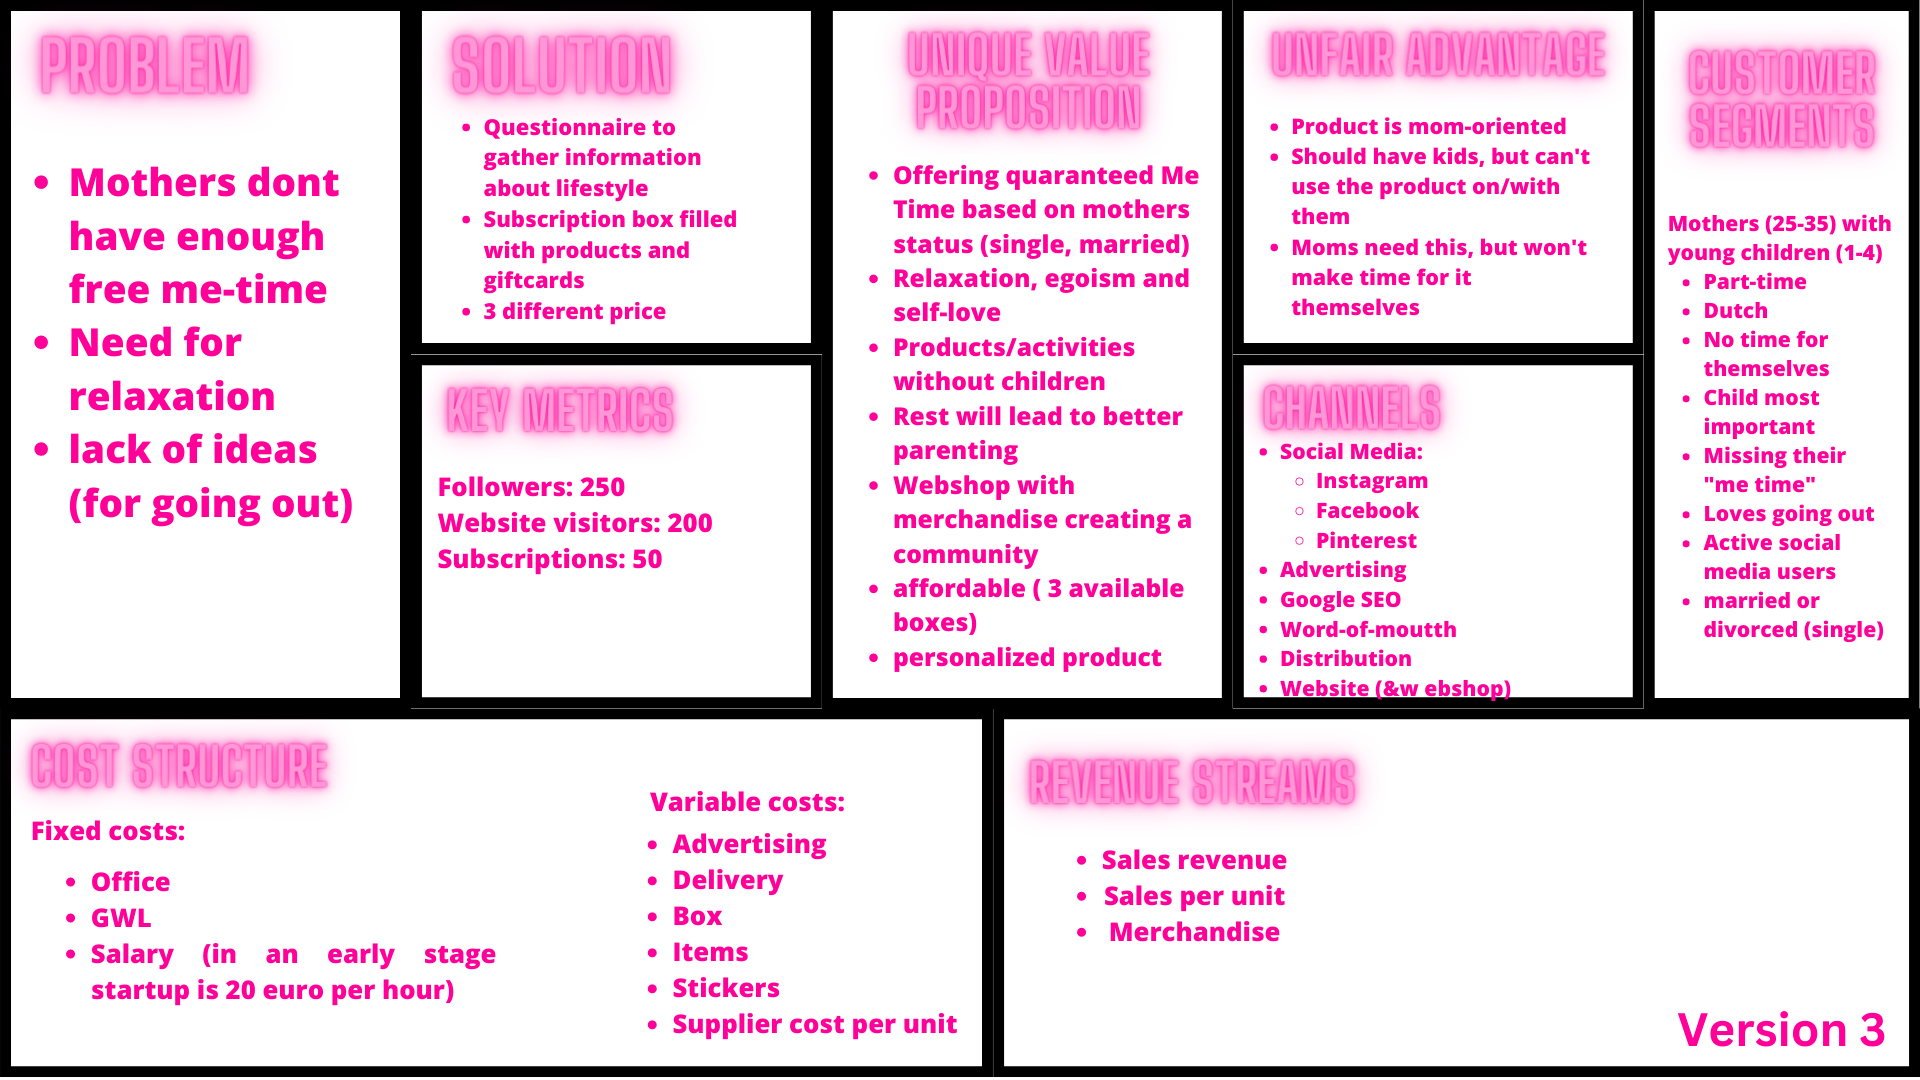 PROBLEM
Mothers dont
have enough
free me-time
Need for
relaxation
lack of ideas
(for going out)
SOLUTION
Questionnaire to
gather information
about lifestyle
Subscription box filled
with products and
giftcards
3 different price
KEY METRICS
Followers: 250
Website visitors: 200
Subscriptions: 50
UNIQUE VALUE
PROPOSITION
Offering quaranteed Me
Time based on mothers
status (single, married)
Relaxation, egoism and
self-love
Products/activities
without children
Rest will lead to better
parenting
Webshop with
merchandise creating a
community
affordable ( 3 available
boxes)
personalized product
UNFAIR ADVANTAGE
Product is mom-oriented
Should have kids, but can't
use the product on/with
them
Moms need this, but won't
make time for it
themselves
CHANNELS
Social Media:
Instagram
Facebook
Pinterest
Advertising
Google SEO
Word-of-moutth
Distribution
Website (&w ebshop)
CUSTOMER
SEGMENTS
Mothers (25-35) with
young children (1-4)
Part-time
Dutch
No time for
themselves
Child most
important
Missing their
"me time"
Loves going out
Active social
media users
married or
divorced (single)
COST STRUCTURE
Fixed costs:
Office
GWL
Salary (in an early stage
startup is 20 euro per hour)
Variable costs:
Advertising
Delivery
Box
Items
Stickers
Supplier cost per unit
REVENUE STREAMS
Sales revenue
Sales per unit
Merchandise
Version 3